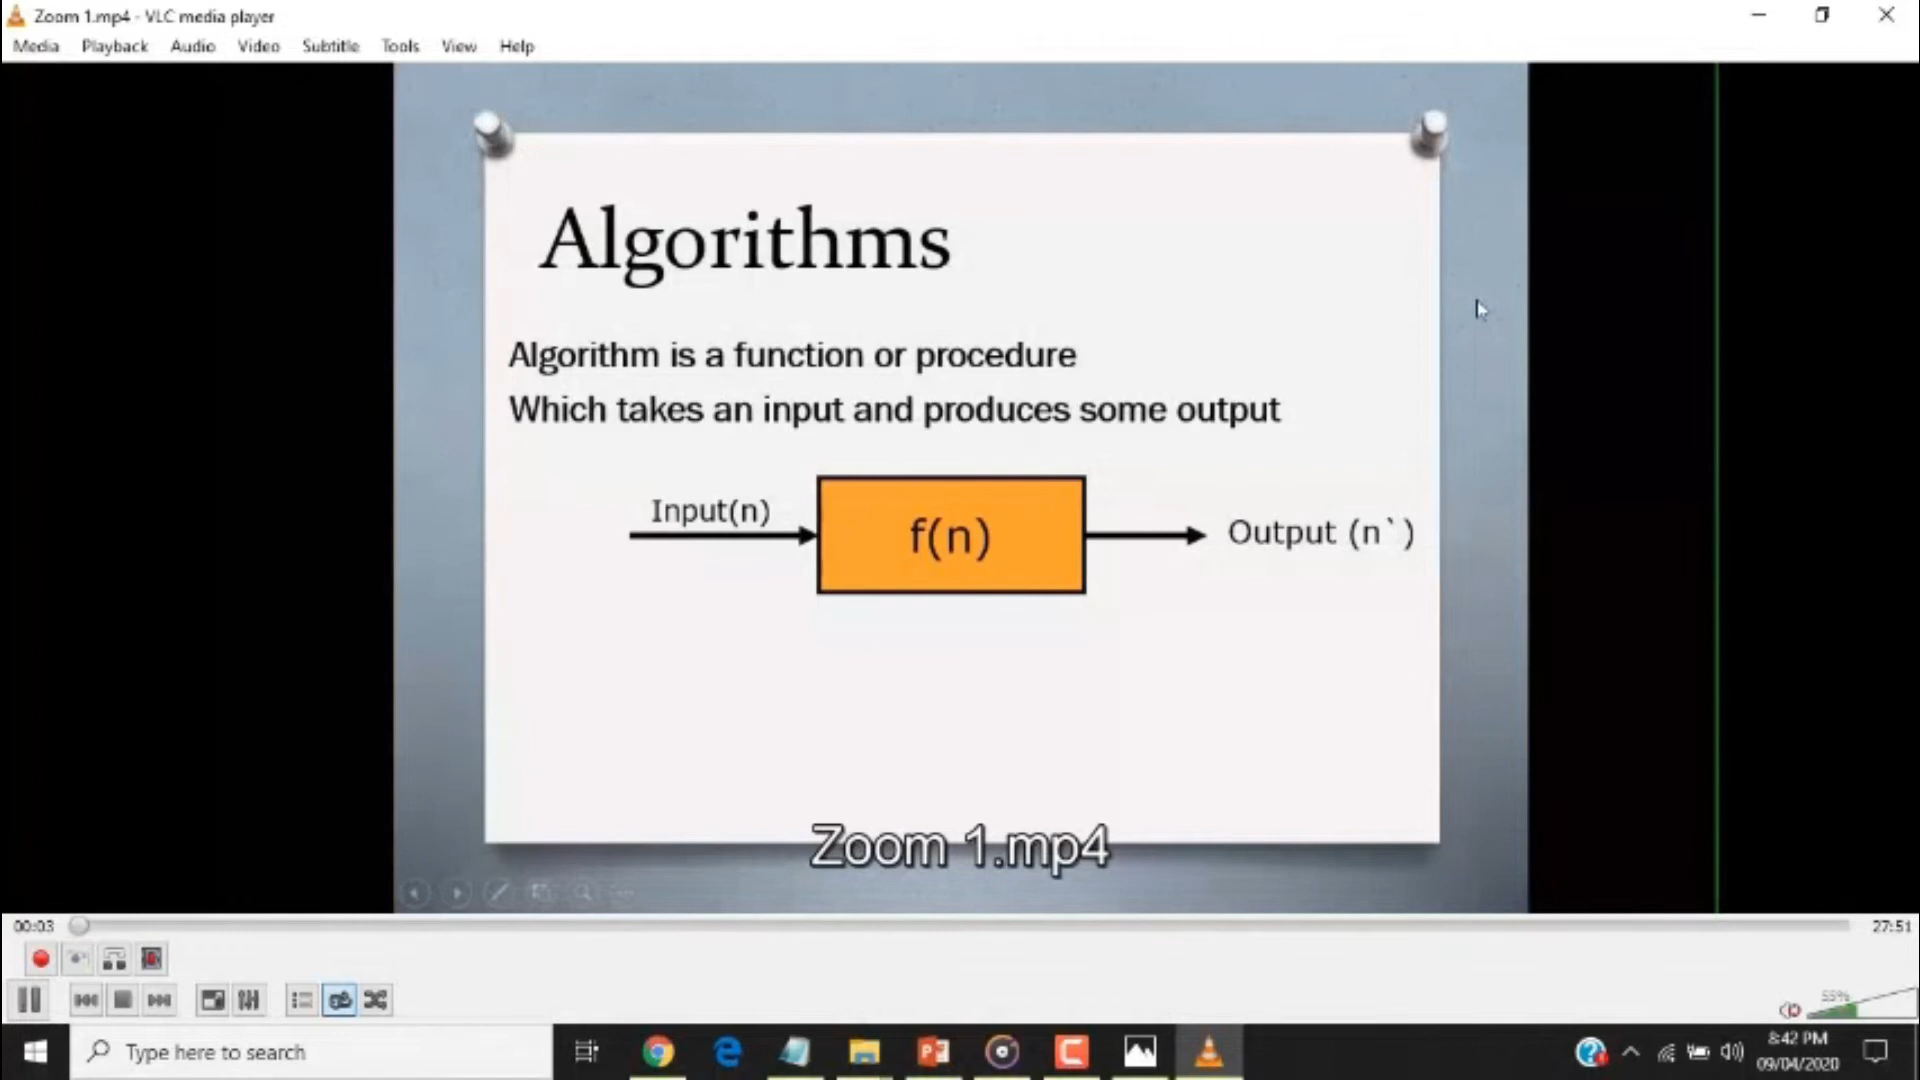 Zoom 1.mp4 - VLC media player
Media Playback Audio Video Subtitle Tools View Help
Algorithms
Algorithm is a function or procedure
Which takes an input and produces some output
Input(n)
f(n)
Output (n`)
Zoom 1.mp4
00:03
27:51
55%
Type here to search
8:42 PM
09/04/2020